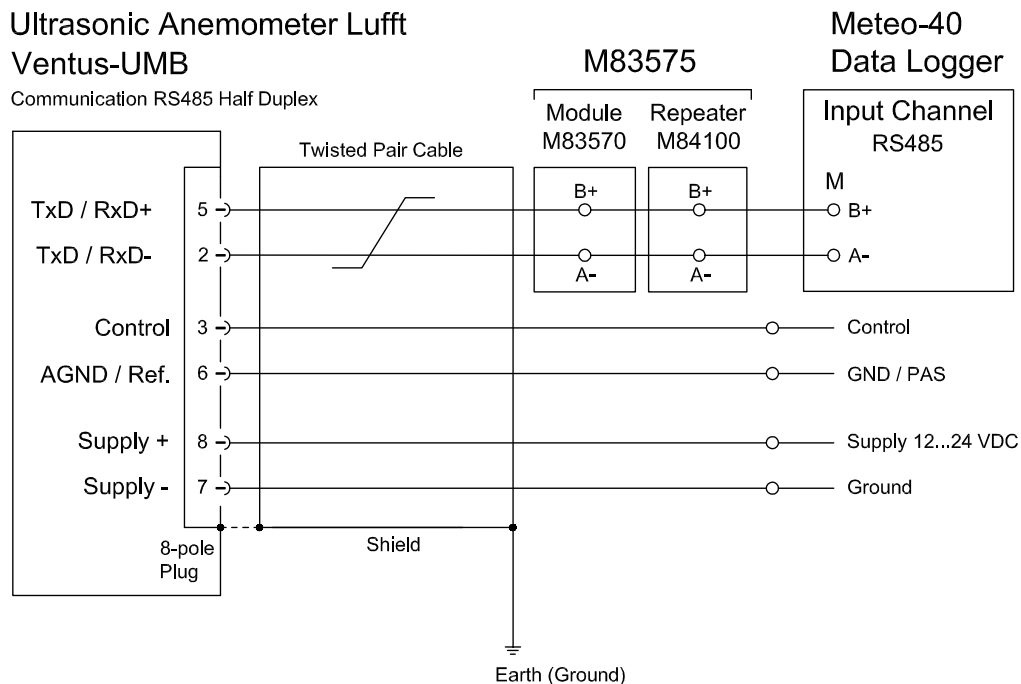 Ultrasonic Anemometer Lufft
Ventus-UMB
Communication RS485 Half Duplex
M83575
Meteo-40
Data Logger
Module
M83570
Repeater
M84100
Input Channel
RS485
Twisted Pair Cable
M
B+
B+
TxD / RxD+
5
B+
TxD / RxD-
2
A-
A-
A-
Control
3
Control
AGND / Ref.
6
GND / PAS
Supply +
8
Supply 12...24 VDC
Supply -
7
Ground
8-pole
Plug
Shield
Earth (Ground)